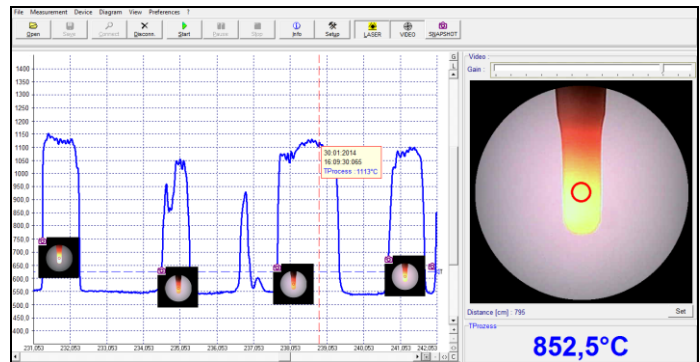 File Measurement Device Diagram View Preferences ?
Open Save Connect Disconn. Start Pause Stop Info Setup LASER VIDEO SNAPSHOT
Video
Gain :
G
L
1400
1350
1300
1250
1200
1150
1100
1050
1000
950,0
900,0
850,0
800,0
750,0
700,0
650,0
600,0
550,0
500,0
450,0
400,0
30:01:2014
16:09:30:065
TProcess : 1113°C
231,053 232,053 233,053 234,053 235,053 236,053 237,053 238,053 239,053 240,053 241,053 242,053
C
Distance [cm] : 795
Set
TProzess
852,5°C